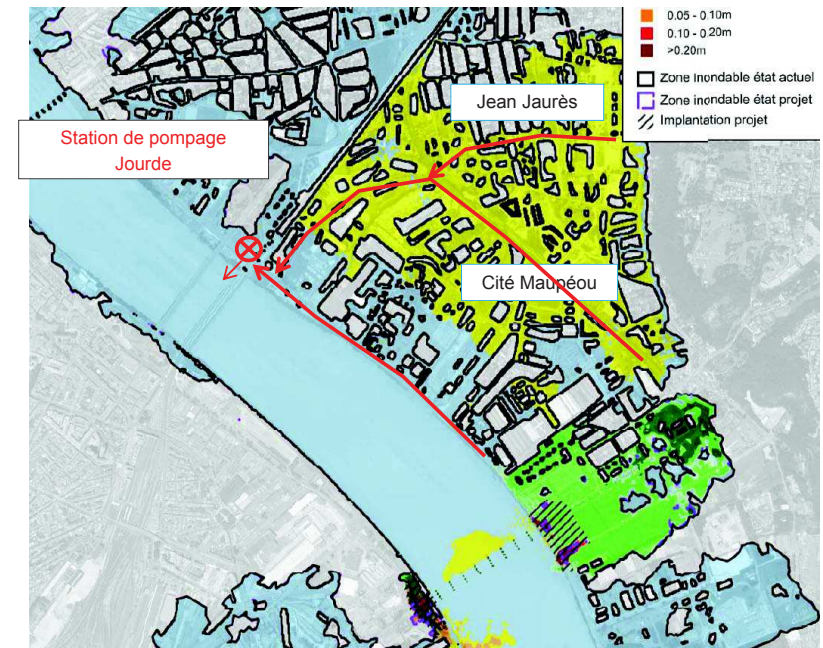 0.05 - 0.10m
0.10 - 0.20m
>0.20m
Zone Inondable état actuel
Zone inondable état projet
Implantation projet
Jean Jaurès
Station de pompage
Jourde
Cité Maupéou